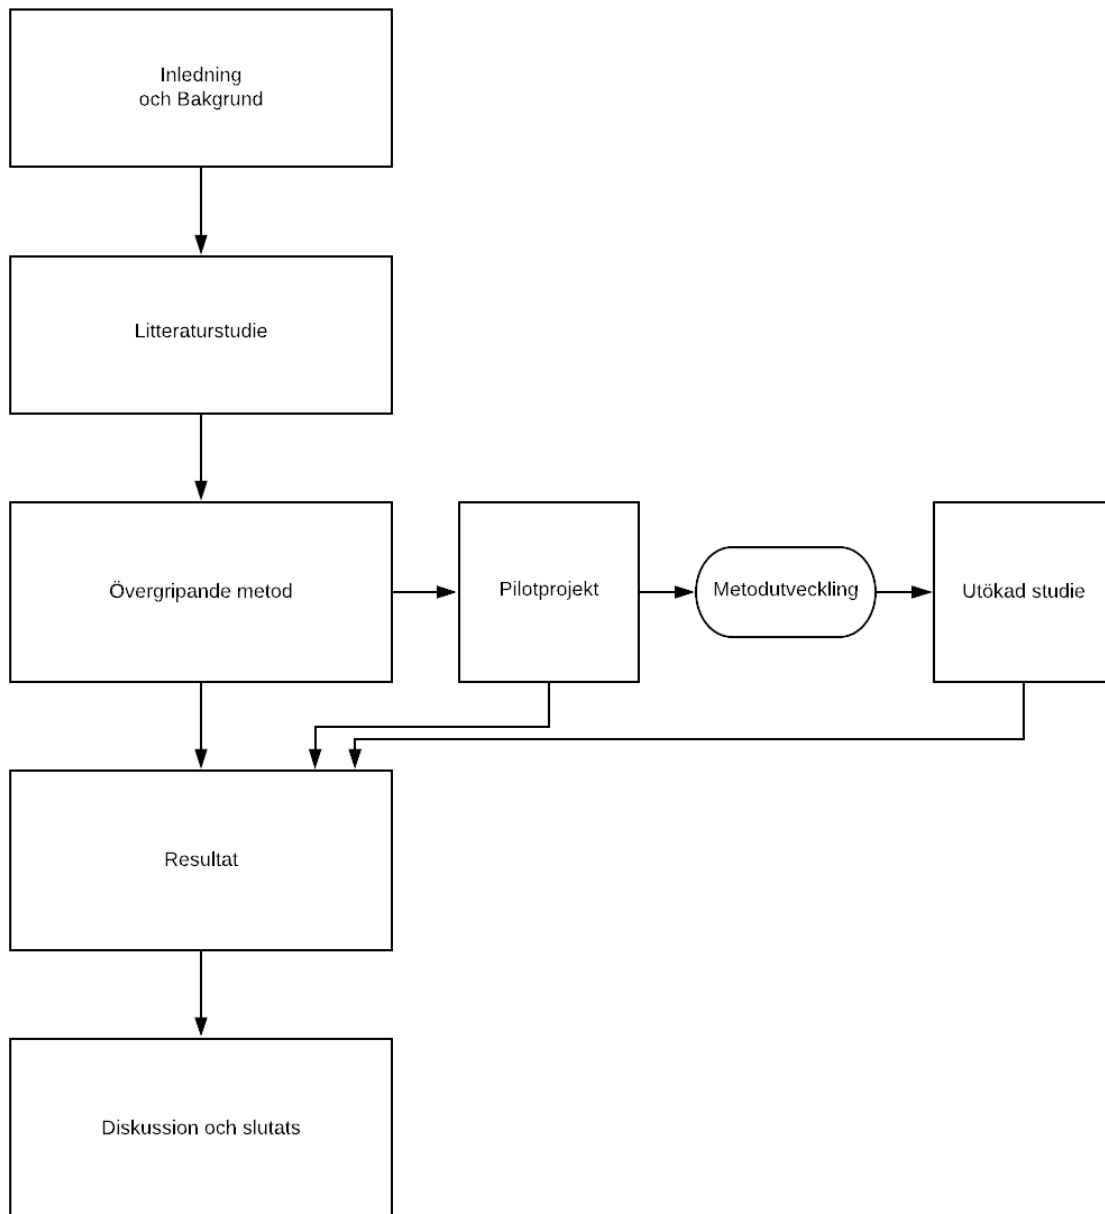 Inledning
och Bakgrund
Litteraturstudie
Övergripande metod
Pilotprojekt
Metodutveckling
Utökad studie
Resultat
Diskussion och slutats